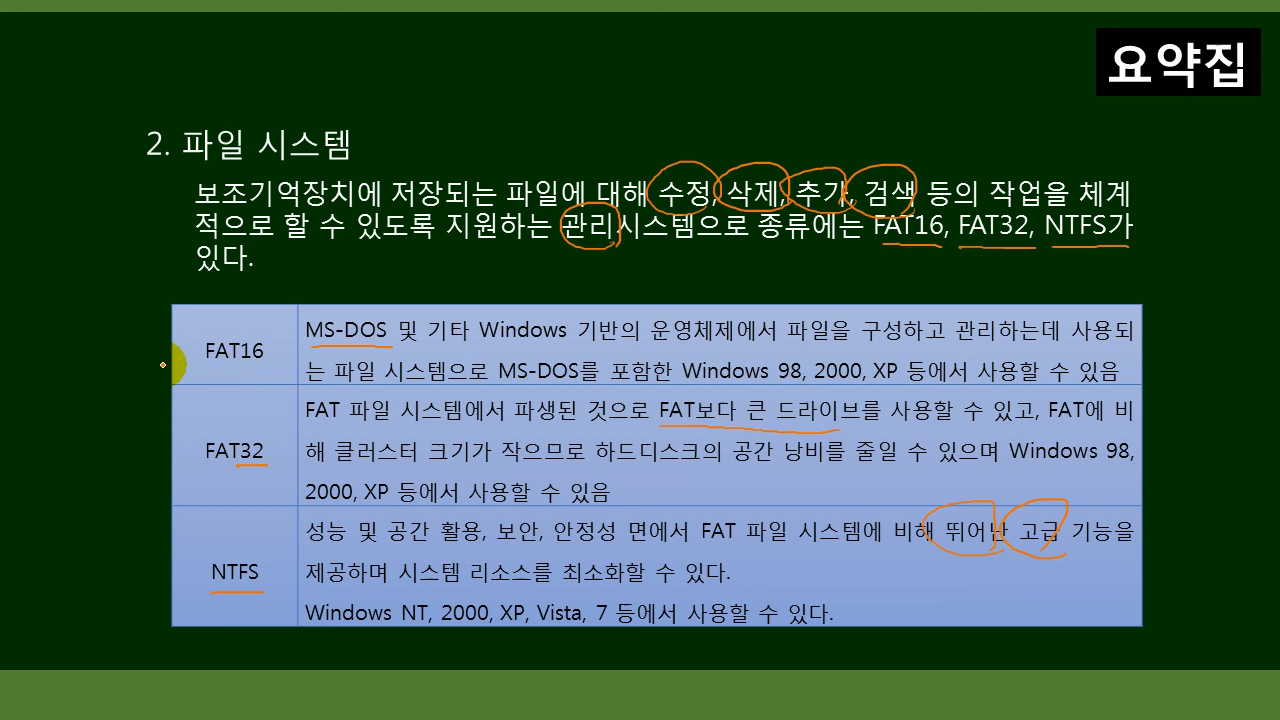 요약집
2. 파일 시스템
보조기억장치에 저장되는 파일에 대해 수정, 삭제, 추가, 검색 등의 작업을 체계
적으로 할 수 있도록 지원하는 관리시스템으로 종류에는 FAT16, FAT32, NTFS가
있다.
FAT16
MS-DOS 및 기타 Windows 기반의 운영체제에서 파일을 구성하고 관리하는데 사용되
는 파일 시스템으로 MS-DOS를 포함한 Windows 98, 2000, XP 등에서 사용할 수 있음
FAT32
FAT 파일 시스템에서 파생된 것으로 FAT보다 큰 드라이브를 사용할 수 있고, FAT에 비
해 클러스터 크기가 작으므로 하드디스크의 공간 낭비를 줄일 수 있으며 Windows 98,
2000, XP 등에서 사용할 수 있음
NTFS
성능 및 공간 활용, 보안, 안정성 면에서 FAT 파일 시스템에 비해 뛰어난 고급 기능을
제공하며 시스템 리소스를 최소화할 수 있다.
Windows NT, 2000, XP, Vista, 7 등에서 사용할 수 있다.